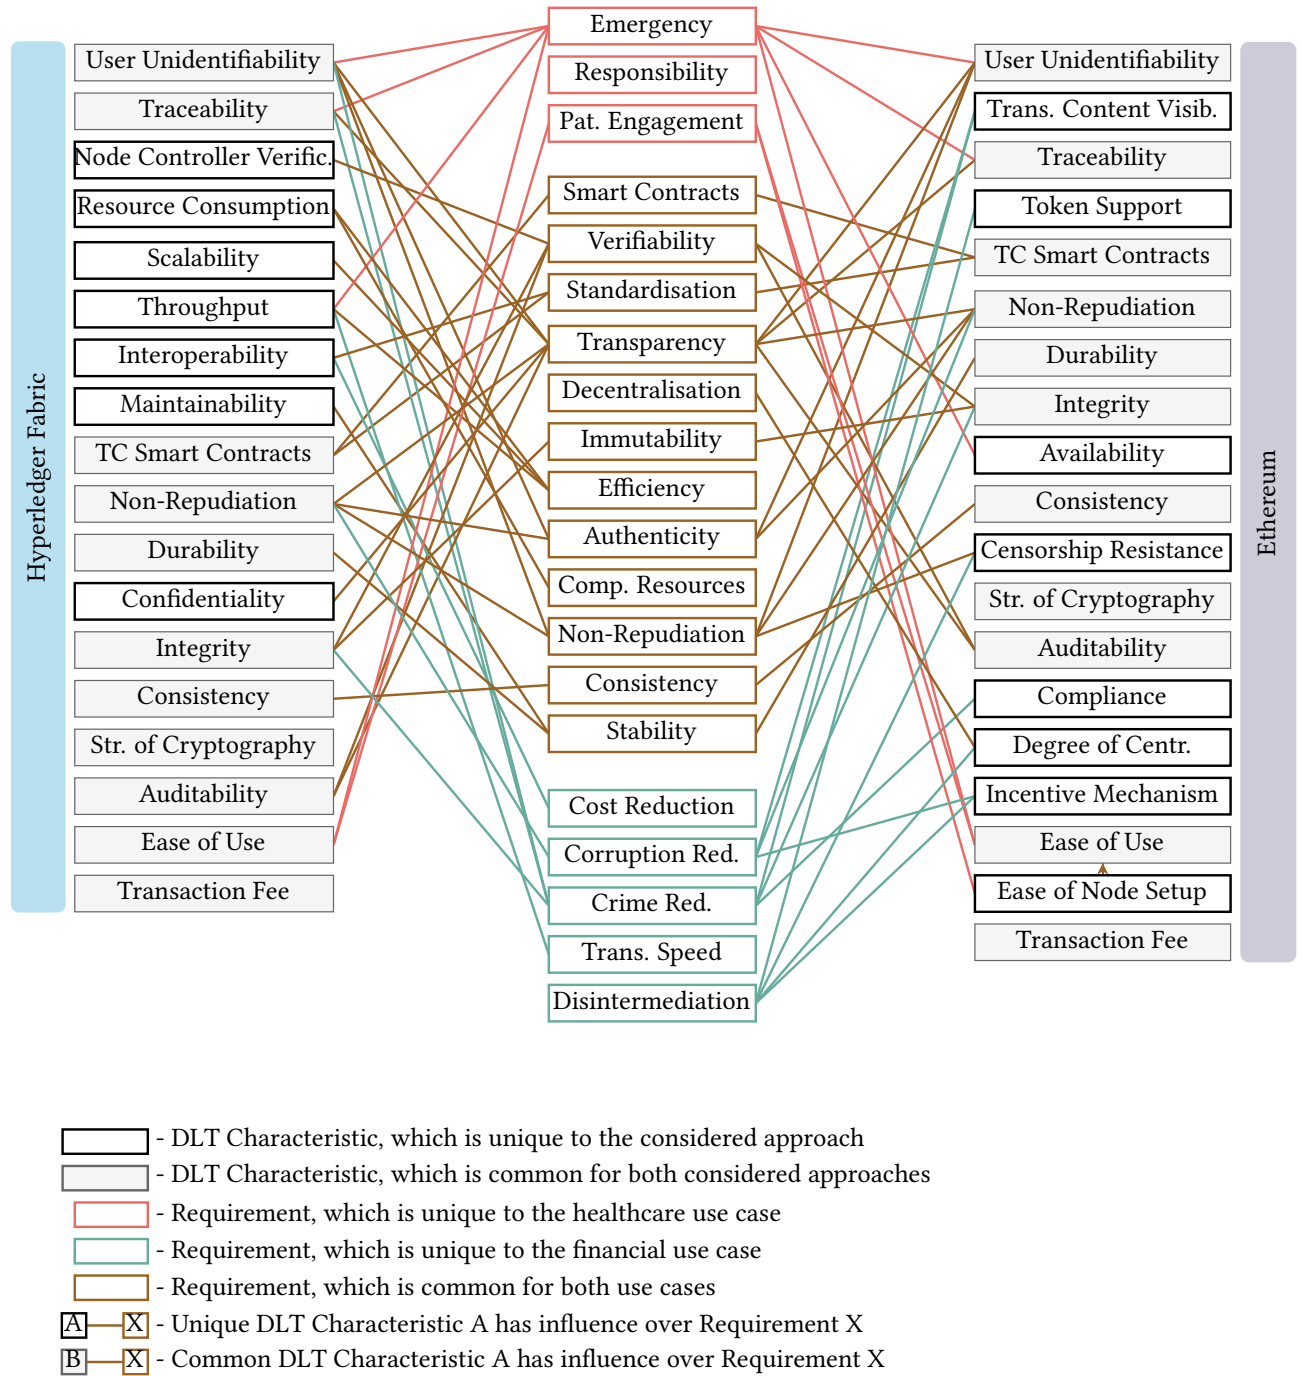 Hyperledger Fabric
User Unidentifiability
Traceability
Node Controller Verific.
Resource Consumption
Scalability
Throughput
Interoperability
Maintainability
TC Smart Contracts
Non-Repudiation
Durability
Confidentiality
Integrity
Consistency
Str. of Cryptography
Auditability
Ease of Use
Transaction Fee
Emergency
Responsibility
Pat. Engagement
Smart Contracts
Verifiability
Standardisation
Transparency
Decentralisation
Immutability
Efficiency
Authenticity
Comp. Resources
Non-Repudiation
Consistency
Stability
Cost Reduction
Corruption Red.
Crime Red.
Trans. Speed
Disintermediation
User Unidentifiability
Trans. Content Visib.
Traceability
Token Support
TC Smart Contracts
Non-Repudiation
Durability
Integrity
Availability
Consistency
Censorship Resistance
Str. of Cryptography
Auditability
Compliance
Degree of Centr.
Incentive Mechanism
Ease of Use
Ease of Node Setup
Transaction Fee
Ethereum
- DLT Characteristic, which is unique to the considered approach
- DLT Characteristic, which is common for both considered approaches
- Requirement, which is unique to the healthcare use case
- Requirement, which is unique to the financial use case
- Requirement, which is common for both use cases
A X - Unique DLT Characteristic A has influence over Requirement X
B X - Common DLT Characteristic A has influence over Requirement X